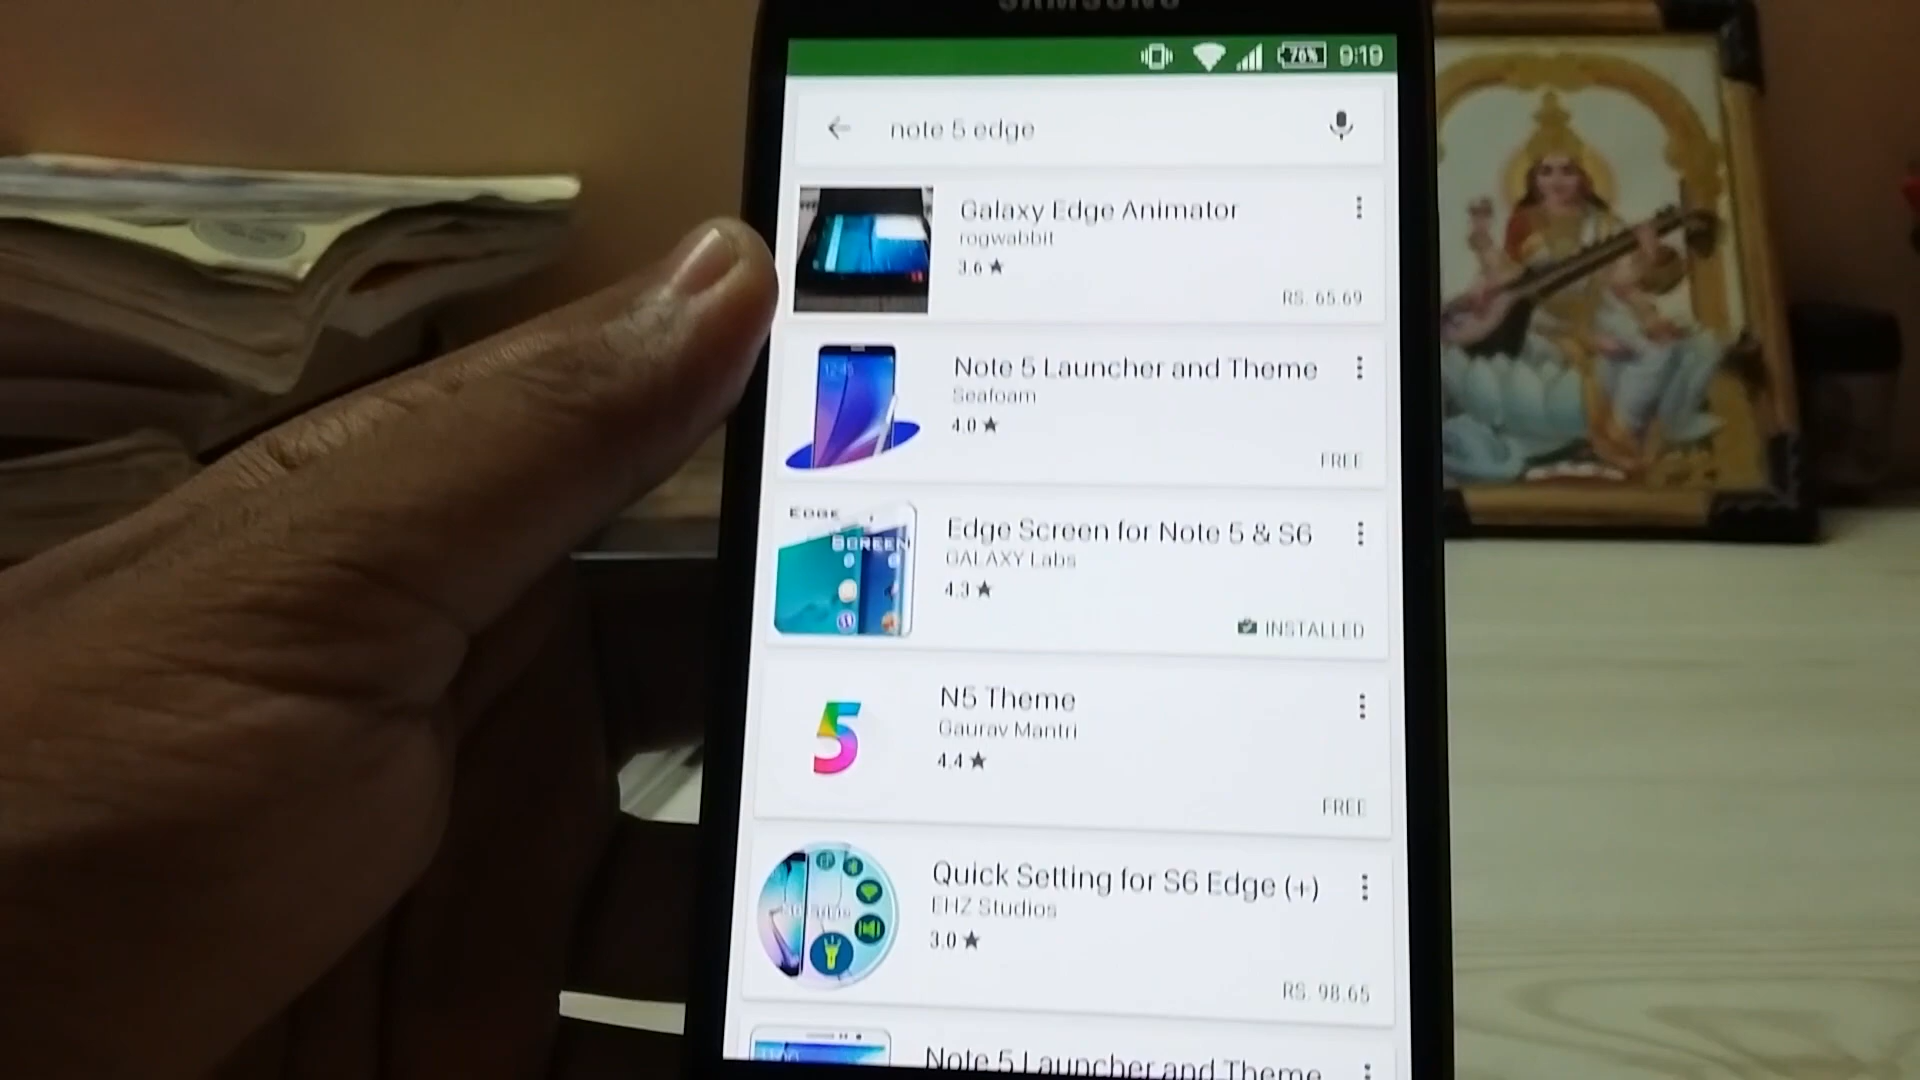 SAMSUNG
76% 9:19
note 5 edge
Galaxy Edge Animator
rogwabbit
3.6 ★
RS. 65.69
Note 5 Launcher and Theme
Seafoam
4.0 ★
FREE
EDGE
SCREEN
Edge Screen for Note 5 & S6
GALAXY Labs
4.3 ★
INSTALLED
5
N5 Theme
Gaurav Mantri
4.4 ★
FREE
Quick Setting for S6 Edge (+)
EHZ Studios
3.0 ★
RS. 98.65
Note 5 Launcher and Theme